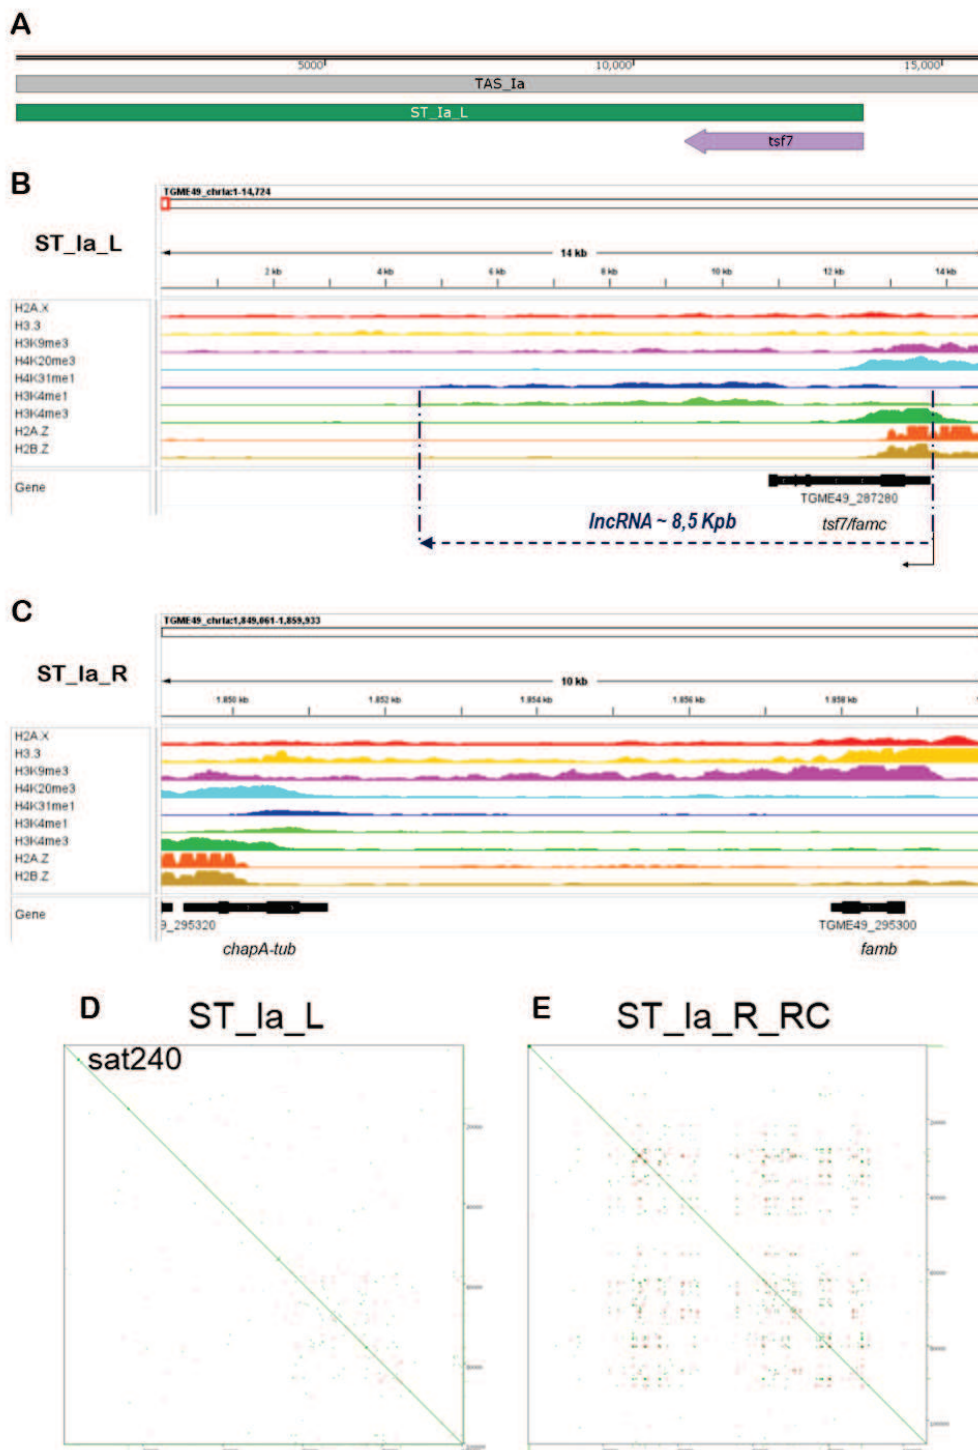 A
5000
10,000
15,000
TAS_Ia
ST_Ia_L
tsf7
B
TGME49_chrIa:1-14,724
ST_Ia_L
14 kb
2 kb 4 kb 6 kb 8 kb 10 kb 12 kb 14 kb
H2A.X
H3.3
H3K9me3
H4K20me3
H4K31me1
H3K4me1
H3K4me3
H2A.Z
H2B.Z
Gene
TGME49_287280
lncRNA ~ 8,5 Kpb
tsf7/famc
C
TGME49_chrIa:1,849,061-1,859,933
ST_Ia_R
10 kb
1.850 kb 1.852 kb 1.854 kb 1.856 kb 1.858 kb
H2A.X
H3.3
H3K9me3
H4K20me3
H4K31me1
H3K4me1
H3K4me3
H2A.Z
H2B.Z
Gene
9_295320
TGME49_295300
chapA-tub
famb
D
ST_Ia_L
E
ST_Ia_R_RC
sat240